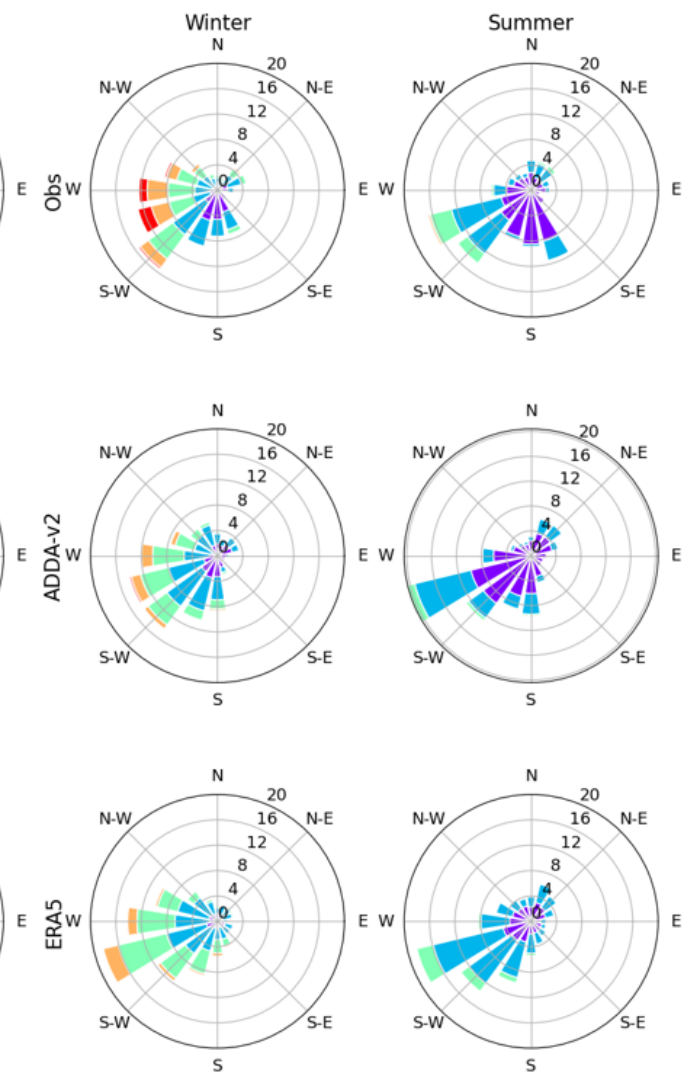 Winter
Summer
N
N
20
20
N-W
N-E
N-W
N-E
16
16
12
12
8
8
4
4
0
0
E
Obs
W
E
W
E
S-W
S-E
S-W
S-E
S
S
N
N
20
20
N-W
N-E
N-W
N-E
16
16
12
12
8
8
4
4
0
0
E
ADDA-v2
W
E
W
E
S-W
S-E
S-W
S-E
S
S
N
N
20
20
N-W
N-E
N-W
N-E
16
16
12
12
8
8
4
4
0
0
E
ERA5
W
E
W
E
S-W
S-E
S-W
S-E
S
S